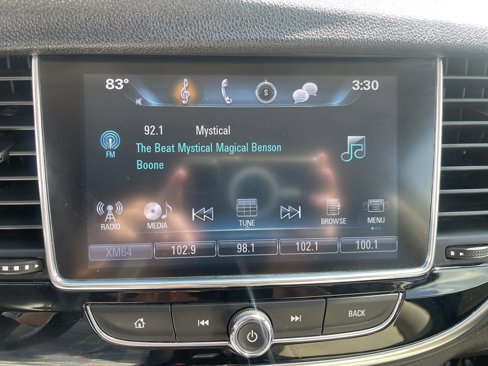 83° 3:30
S
92.1 Mystical
FM
The Beat Mystical Magical Benson
Boone
RADIO MEDIA TUNE BROWSE MENU
XM64 102.9 98.1 102.1 100.1
BACK